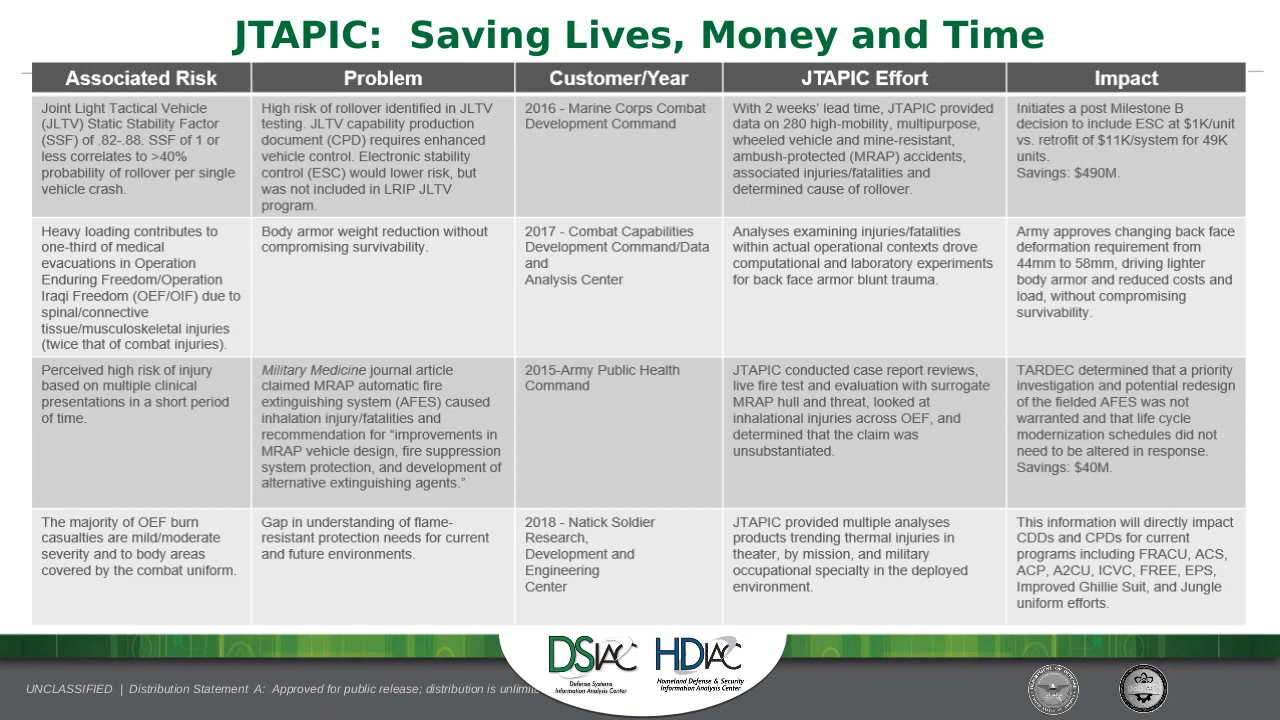 JTAPIC:  Saving Lives, Money and Time
Associated Risk
Problem
Customer/Year
JTAPIC Effort
Impact
Joint Light Tactical Vehicle
(JLTV) Static Stability Factor
(SSF) of .82-.88. SSF of 1 or
less correlates to >40%
probability of rollover per single
vehicle crash.
High risk of rollover identified in JLTV
testing. JLTV capability production
document (CPD) requires enhanced
vehicle control. Electronic stability
control (ESC) would lower risk, but
was not included in LRIP JLTV
program.
2016 - Marine Corps Combat
Development Command
With 2 weeks' lead time, JTAPIC provided
data on 280 high-mobility, multipurpose,
wheeled vehicle and mine-resistant,
ambush-protected (MRAP) accidents,
associated injuries/fatalities and
determined cause of rollover.
Initiates a post Milestone B
decision to include ESC at $1K/unit
vs. retrofit of $11K/system for 49K
units.
Savings: $490M.
Heavy loading contributes to
one-third of medical
evacuations in Operation
Enduring Freedom/Operation
Iraqi Freedom (OEF/OIF) due to
spinal/connective
tissue/musculoskeletal injuries
(twice that of combat injuries).
Body armor weight reduction without
compromising survivability.
2017 - Combat Capabilities
Development Command/Data
and
Analysis Center
Analyses examining injuries/fatalities
within actual operational contexts drove
computational and laboratory experiments
for back face armor blunt trauma.
Army approves changing back face
deformation requirement from
44mm to 58mm, driving lighter
body armor and reduced costs and
load, without compromising
survivability.
Perceived high risk of injury
based on multiple clinical
presentations in a short period
of time.
Military Medicine journal article
claimed MRAP automatic fire
extinguishing system (AFES) caused
inhalation injury/fatalities and
recommendation for "improvements in
MRAP vehicle design, fire suppression
system protection, and development of
alternative extinguishing agents."
2015-Army Public Health
Command
JTAPIC conducted case report reviews,
live fire test and evaluation with surrogate
MRAP hull and threat, looked at
inhalational injuries across OEF, and
determined that the claim was
unsubstantiated.
TARDEC determined that a priority
investigation and potential redesign
of the fielded AFES was not
warranted and that life cycle
modernization schedules did not
need to be altered in response.
Savings: $40M.
The majority of OEF burn
casualties are mild/moderate
severity and to body areas
covered by the combat uniform.
Gap in understanding of flame-
resistant protection needs for current
and future environments.
2018 - Natick Soldier
Research,
Development and
Engineering
Center
JTAPIC provided multiple analyses
products trending thermal injuries in
theater, by mission, and military
occupational specialty in the deployed
environment.
This information will directly impact
CDDs and CPDs for current
programs including FRACU, ACS,
ACP, A2CU, ICVC, FREE, EPS,
Improved Ghillie Suit, and Jungle
uniform efforts.
DSIAC
Defense Systems
Information Analysis Center
HDIAC
Homeland Defense & Security
Information Analysis Center
UNCLASSIFIED  |  Distribution Statement  A:  Approved for public release; distribution is unlimite